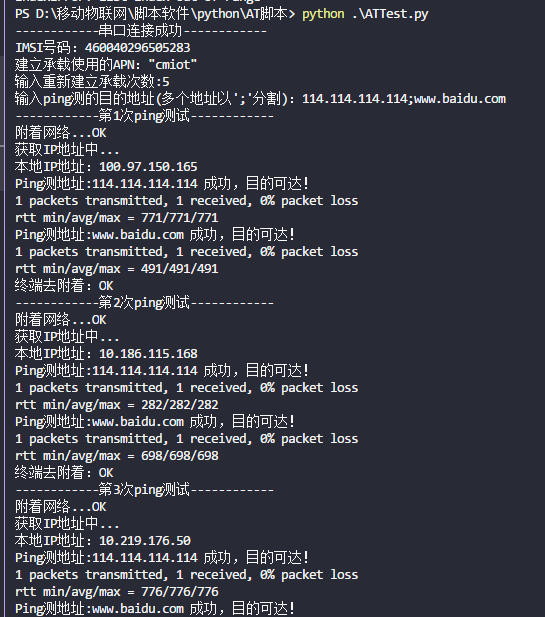 PS D:\移动物联网\脚本软件\python\AT脚本> python .\ATTest.py
------------串口连接成功------------
IMSI号码: 460040296505283
建立承载使用的APN: "cmiot"
输入重新建立承载次数:5
输入ping测的目的地址(多个地址以';'分割): 114.114.114.114;www.baidu.com
------------第1次ping测试------------
附着网络...OK
获取IP地址中...
本地IP地址: 100.97.150.165
Ping测地址:114.114.114.114 成功，目的可达!
1 packets transmitted, 1 received, 0% packet loss
rtt min/avg/max = 771/771/771
Ping测地址:www.baidu.com 成功，目的可达!
1 packets transmitted, 1 received, 0% packet loss
rtt min/avg/max = 491/491/491
终端去附着: OK
------------第2次ping测试------------
附着网络...OK
获取IP地址中...
本地IP地址: 10.186.115.168
Ping测地址:114.114.114.114 成功，目的可达!
1 packets transmitted, 1 received, 0% packet loss
rtt min/avg/max = 282/282/282
Ping测地址:www.baidu.com 成功，目的可达!
1 packets transmitted, 1 received, 0% packet loss
rtt min/avg/max = 698/698/698
终端去附着: OK
------------第3次ping测试------------
附着网络...OK
获取IP地址中...
本地IP地址: 10.219.176.50
Ping测地址:114.114.114.114 成功，目的可达!
1 packets transmitted, 1 received, 0% packet loss
rtt min/avg/max = 776/776/776
Ping测地址:www.baidu.com 成功，目的可达!